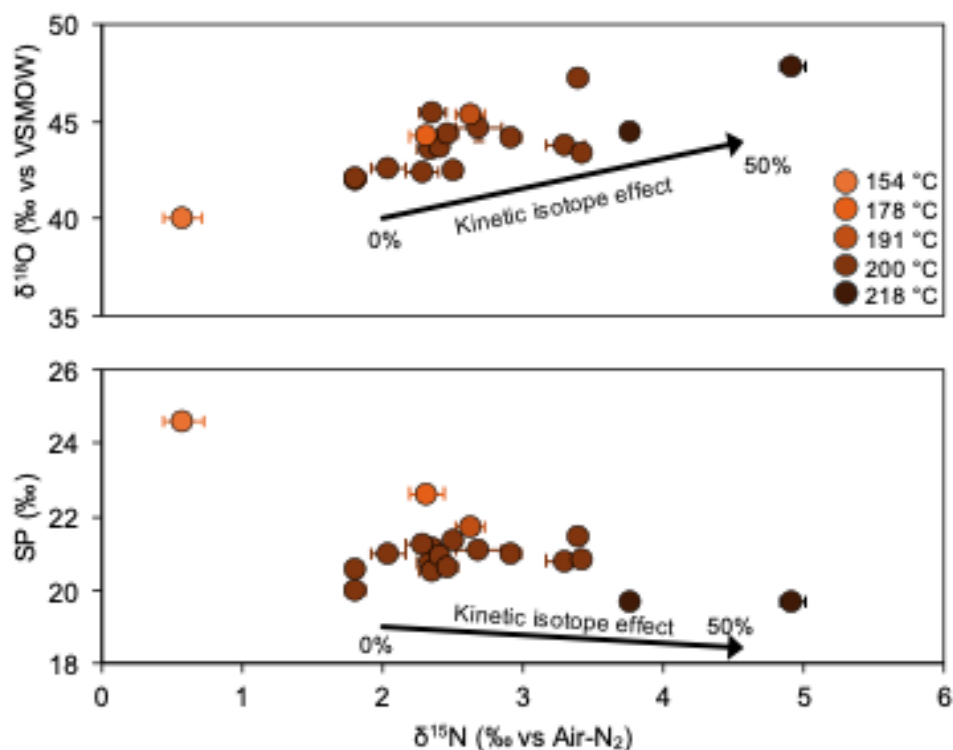 50
45
40
35
δ¹⁸O (‰ vs VSMOW)
0%
Kinetic isotope effect
50%
154 °C
178 °C
191 °C
200 °C
218 °C
26
24
22
20
18
SP (‰)
Kinetic isotope effect
50%
0%
0 1 2 3 4 5 6
δ¹⁵N (‰ vs Air-N₂)